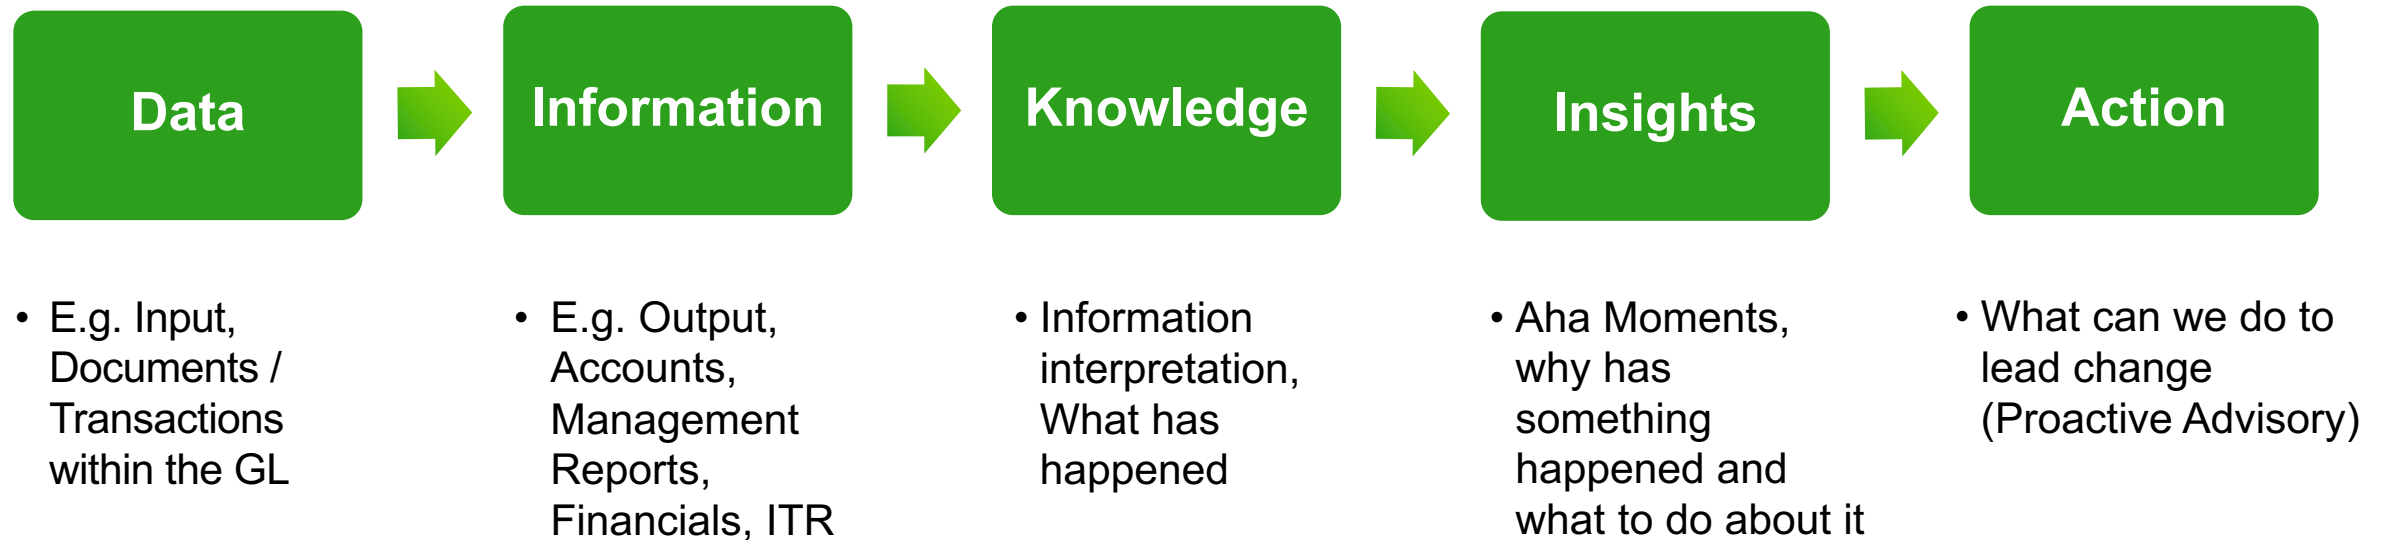 Data
Information
Knowledge
Insights
Action
• E.g. Input,
Documents /
Transactions
within the GL
• E.g. Output,
Accounts,
Management
Reports,
Financials, ITR
• Information
interpretation,
What has
happened
• Aha Moments,
why has
something
happened and
what to do about it
• What can we do to
lead change
(Proactive Advisory)